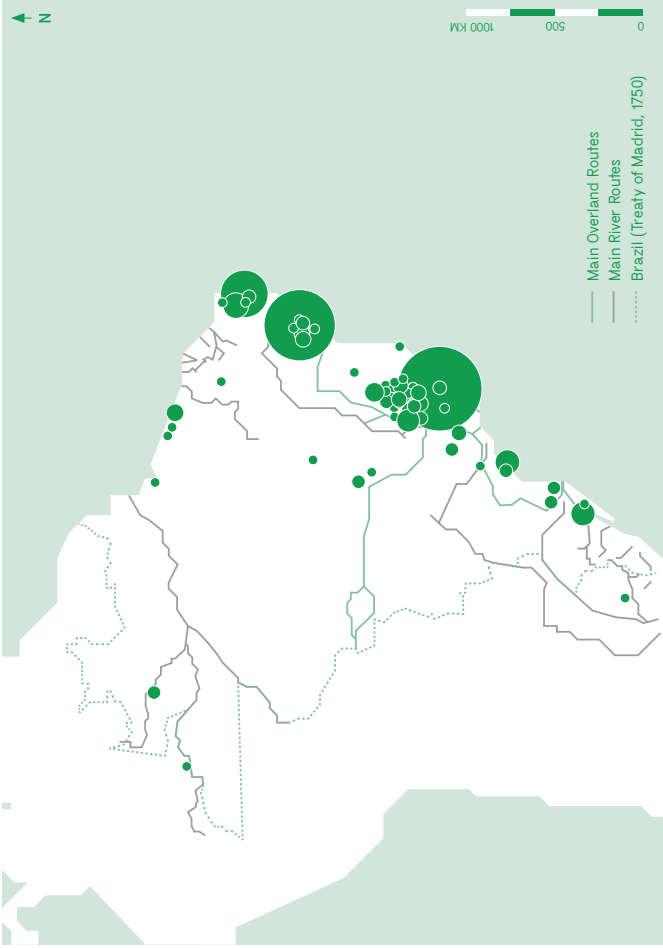 N
1000 KM
500
0
Main Overland Routes
Main River Routes
Brazil (Treaty of Madrid, 1750)